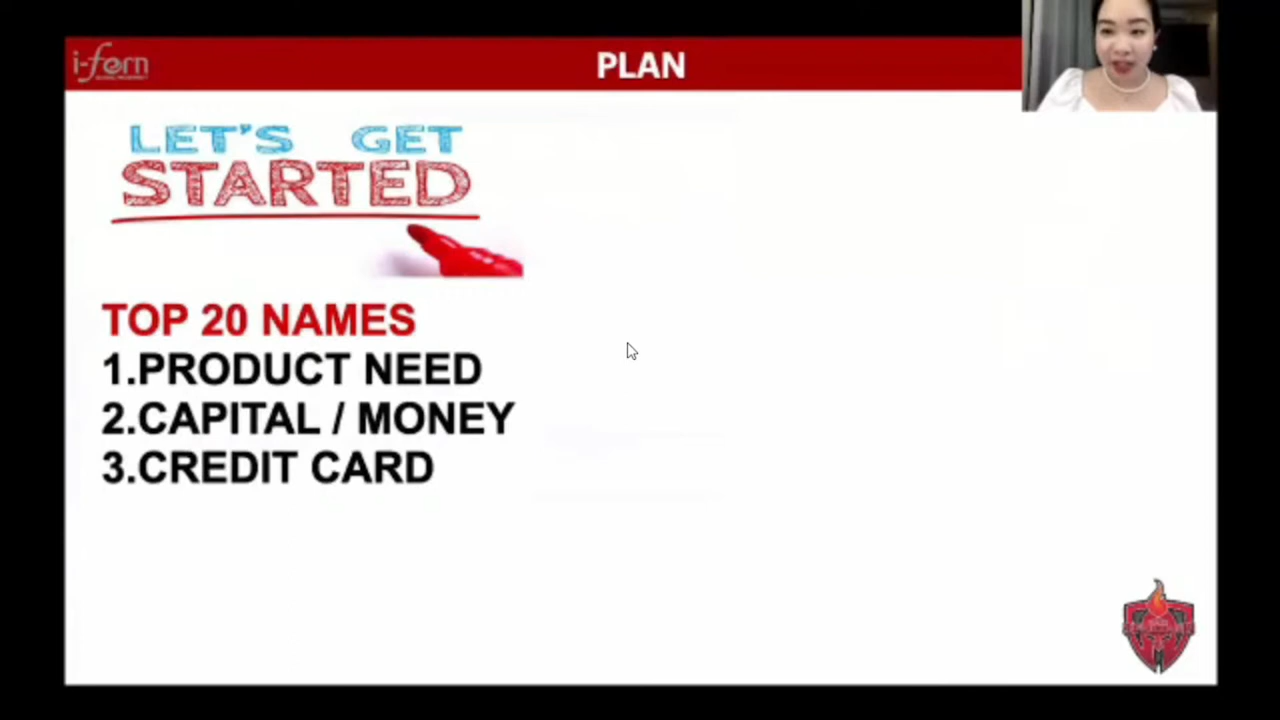 i-fern
PLAN
LET'S GET
STARTED
TOP 20 NAMES
1.PRODUCT NEED
2.CAPITAL / MONEY
3.CREDIT CARD